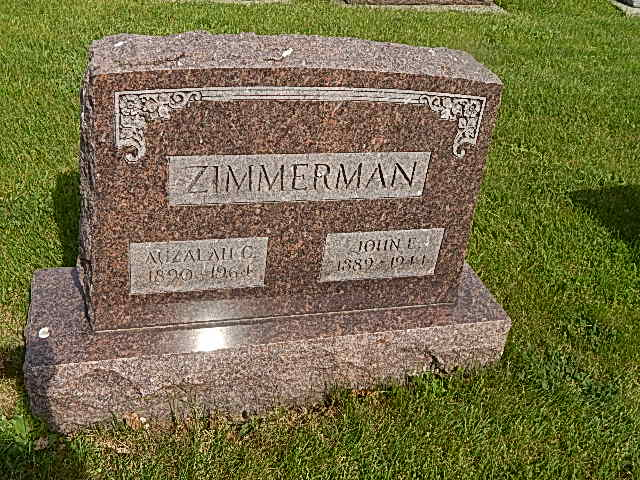 ZIMMERMAN
AUZALAH C.
1890 - 1964
JOHN E.
1889 - 1944